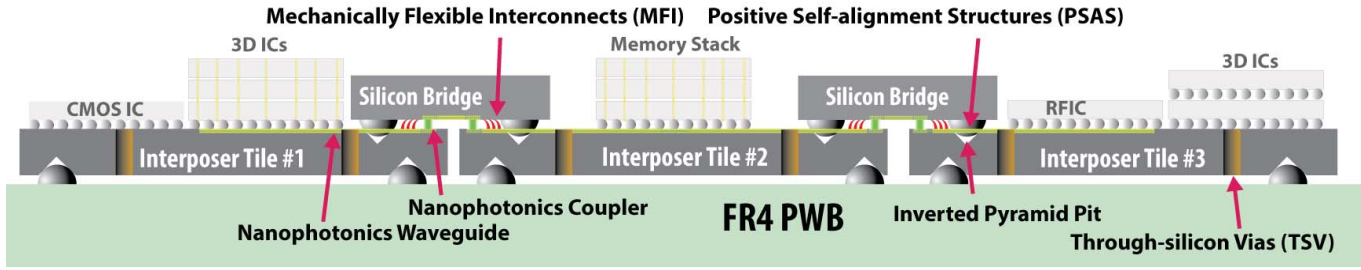 Mechanically Flexible Interconnects (MFI)
Positive Self-alignment Structures (PSAS)
3D ICs
Memory Stack
3D ICs
CMOS IC
Silicon Bridge
Silicon Bridge
RFIC
Interposer Tile #1
Interposer Tile #2
Interposer Tile #3
Nanophotonics Coupler
Nanophotonics Waveguide
FR4 PWB
Inverted Pyramid Pit
Through-silicon Vias (TSV)